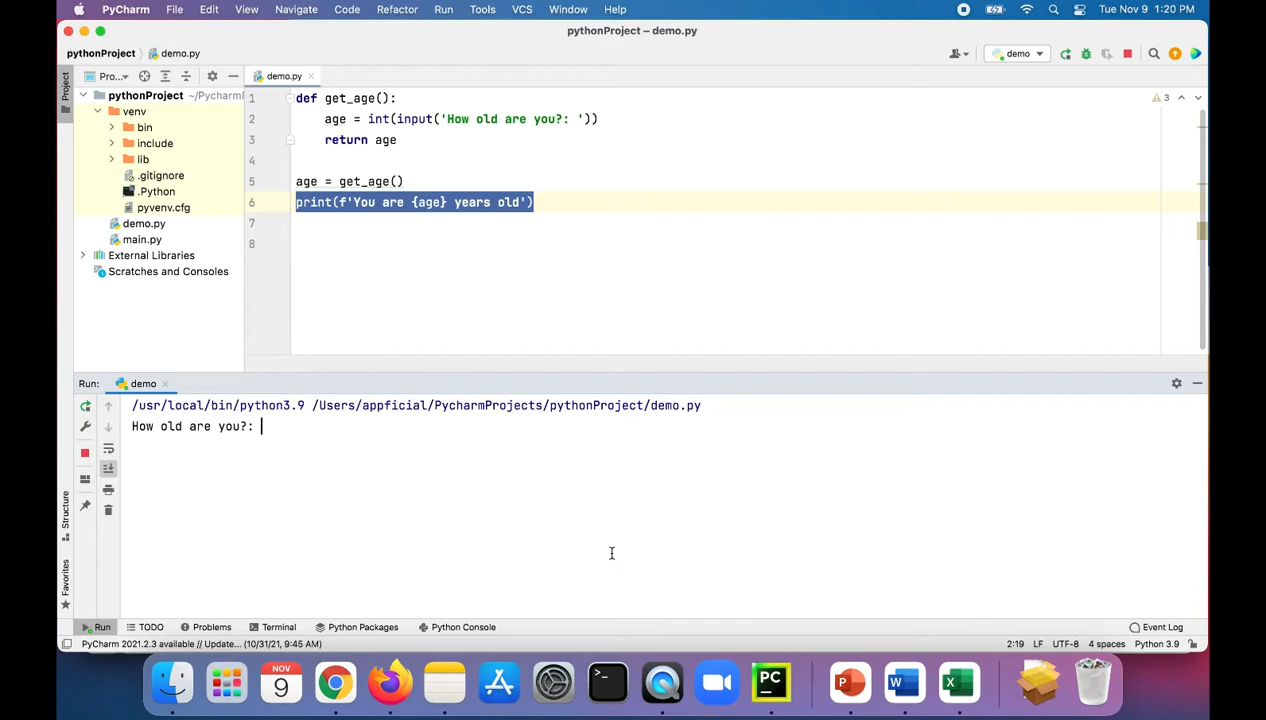 PyCharm File Edit View Navigate Code Refactor Run Tools VCS Window Help Tue Nov 9 1:20 PM
pythonProject – demo.py
pythonProject demo.py demo
Project
Pro... demo.py
pythonProject ~/PycharmP
venv
bin
include
lib
.gitignore
.Python
pyvenv.cfg
demo.py
main.py
External Libraries
Scratches and Consoles
1 def get_age(): 3
2 age = int(input('How old are you?: '))
3 return age
4
5 age = get_age()
6 print(f'You are {age} years old')
7
8
Run: demo
/usr/local/bin/python3.9 /Users/appficial/PycharmProjects/pythonProject/demo.py
How old are you?:
Structure
Favorites
Run TODO Problems Terminal Python Packages Python Console Event Log
PyCharm 2021.2.3 available // Update... (10/31/21, 9:45 AM) 2:19 LF UTF-8 4 spaces Python 3.9
NOV
9
>_
PC
P
W
X